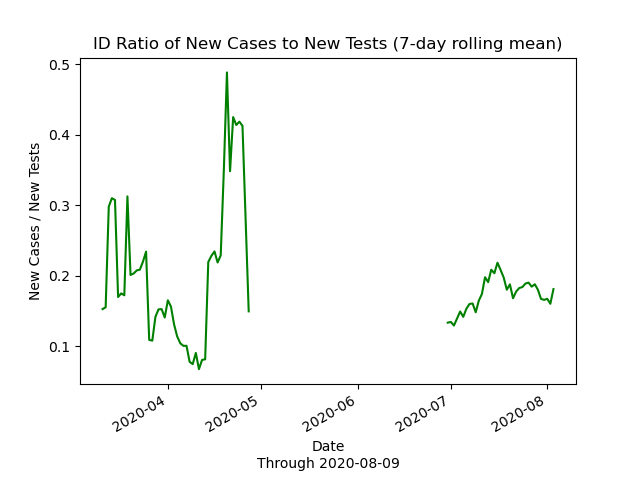 ID Ratio of New Cases to New Tests (7-day rolling mean)
0.5
0.4
0.3
0.2
0.1
New Cases / New Tests
2020-04
2020-05
2020-06
2020-07
2020-08
Date
Through 2020-08-09